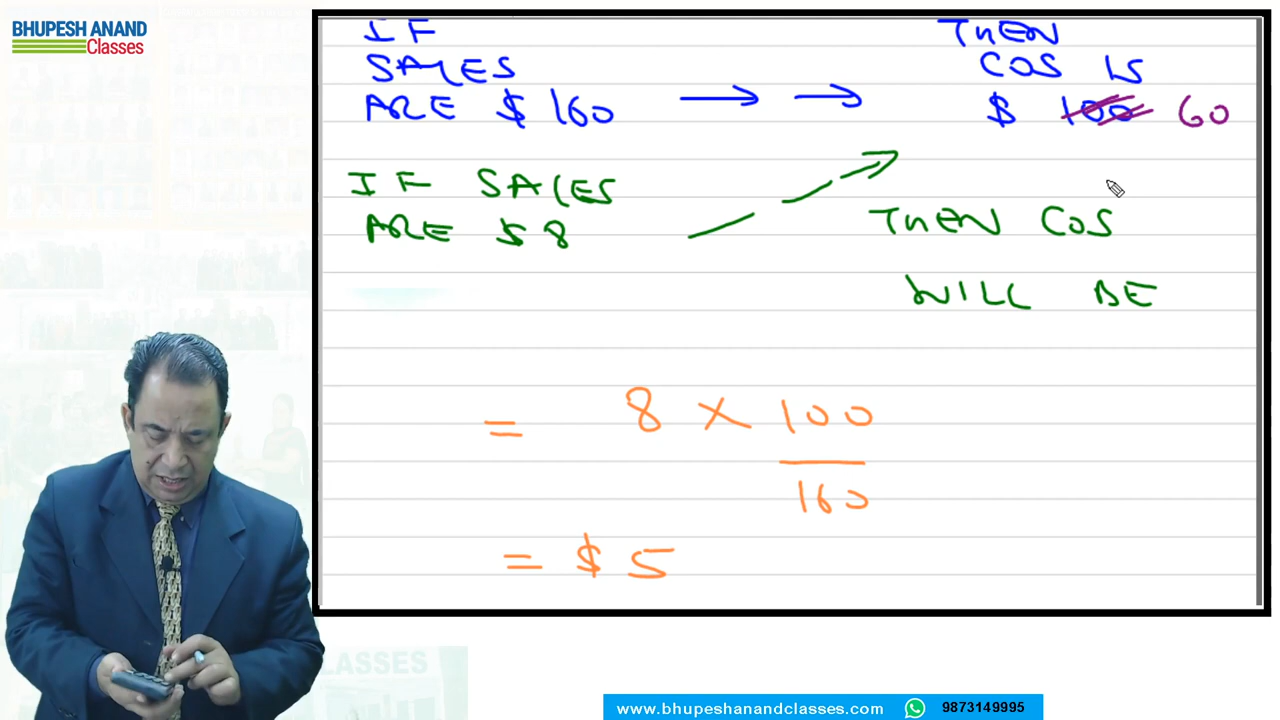 BHUPESH ANAND
Classes
IF THEN
SALES COS IS
ARE $ 160 → → $ 100 60
IF SALES
ARE $ 8 THEN COS
WILL BE
= 8 × 100
160
= $ 5
CLASSES
www.bhupeshanandclasses.com 9873149995